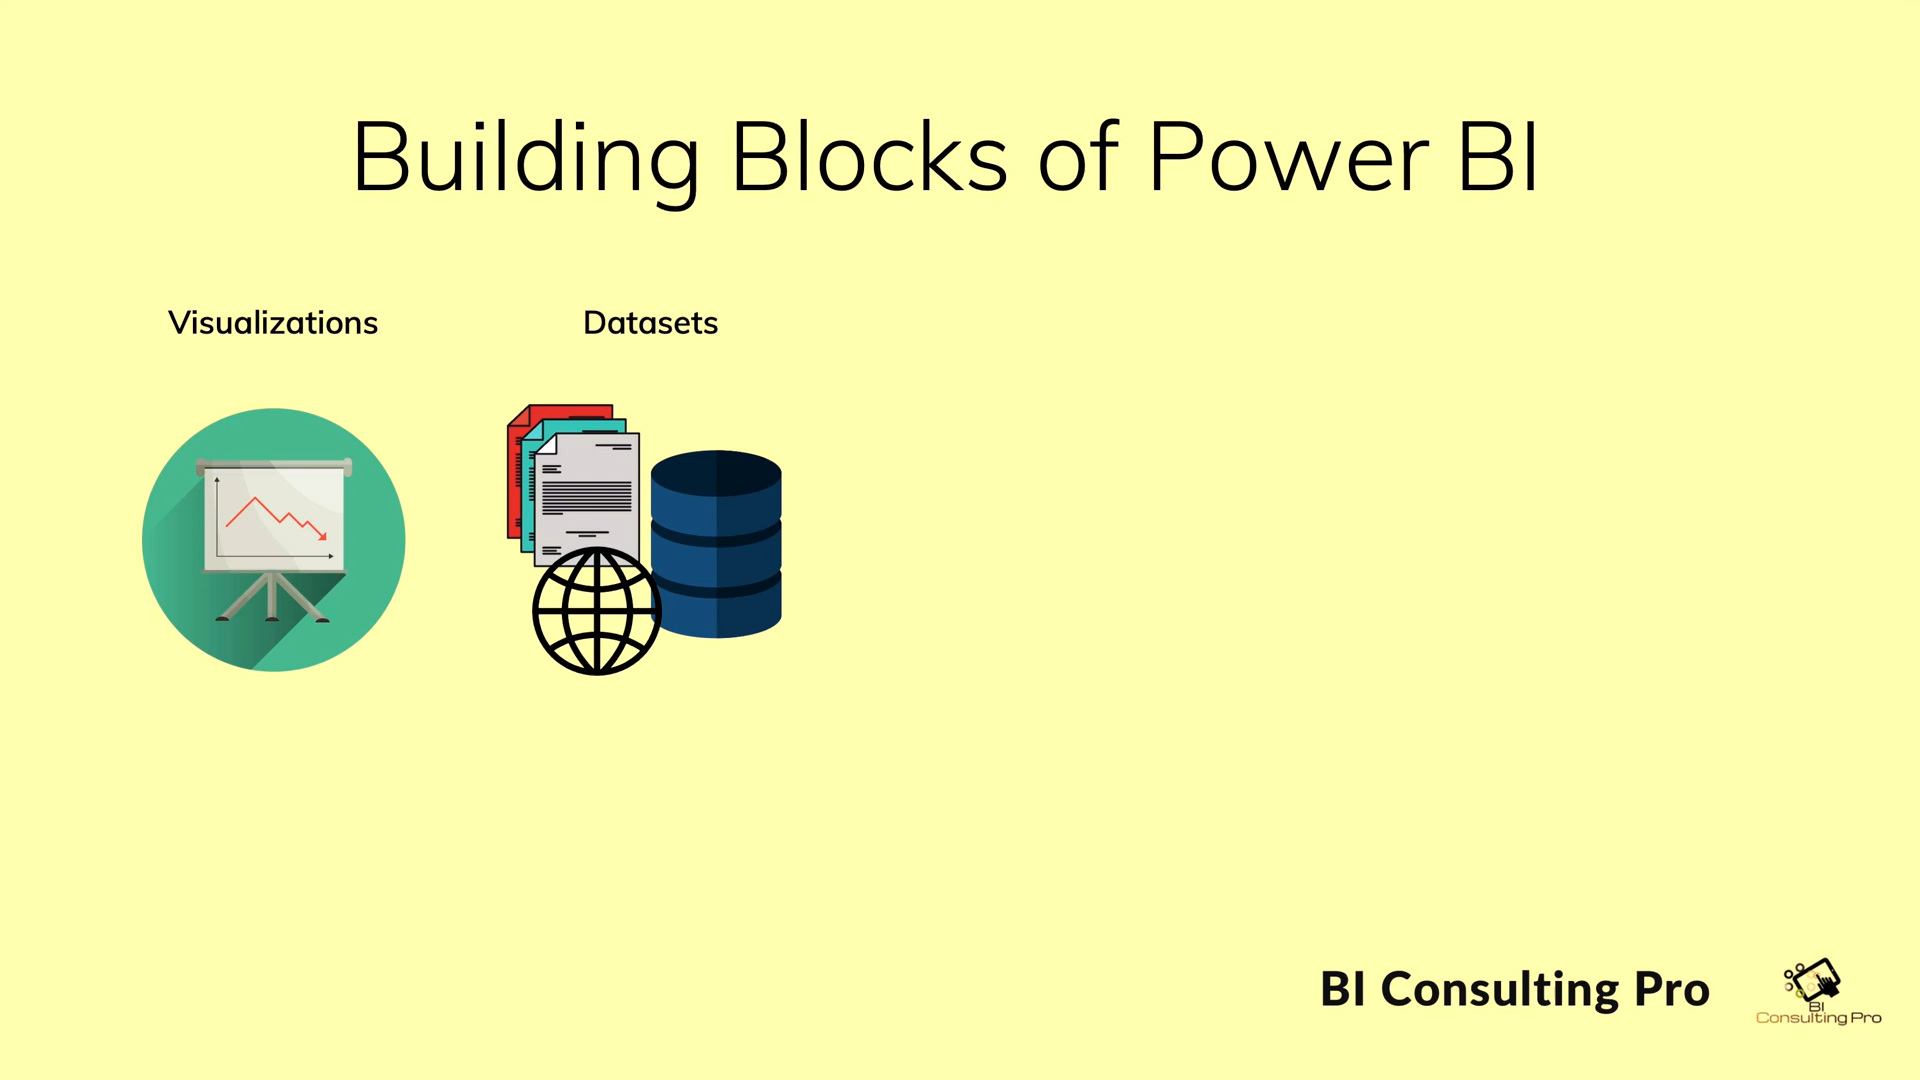 Building Blocks of Power BI
Visualizations
Datasets
BI Consulting Pro
BI
Consulting Pro